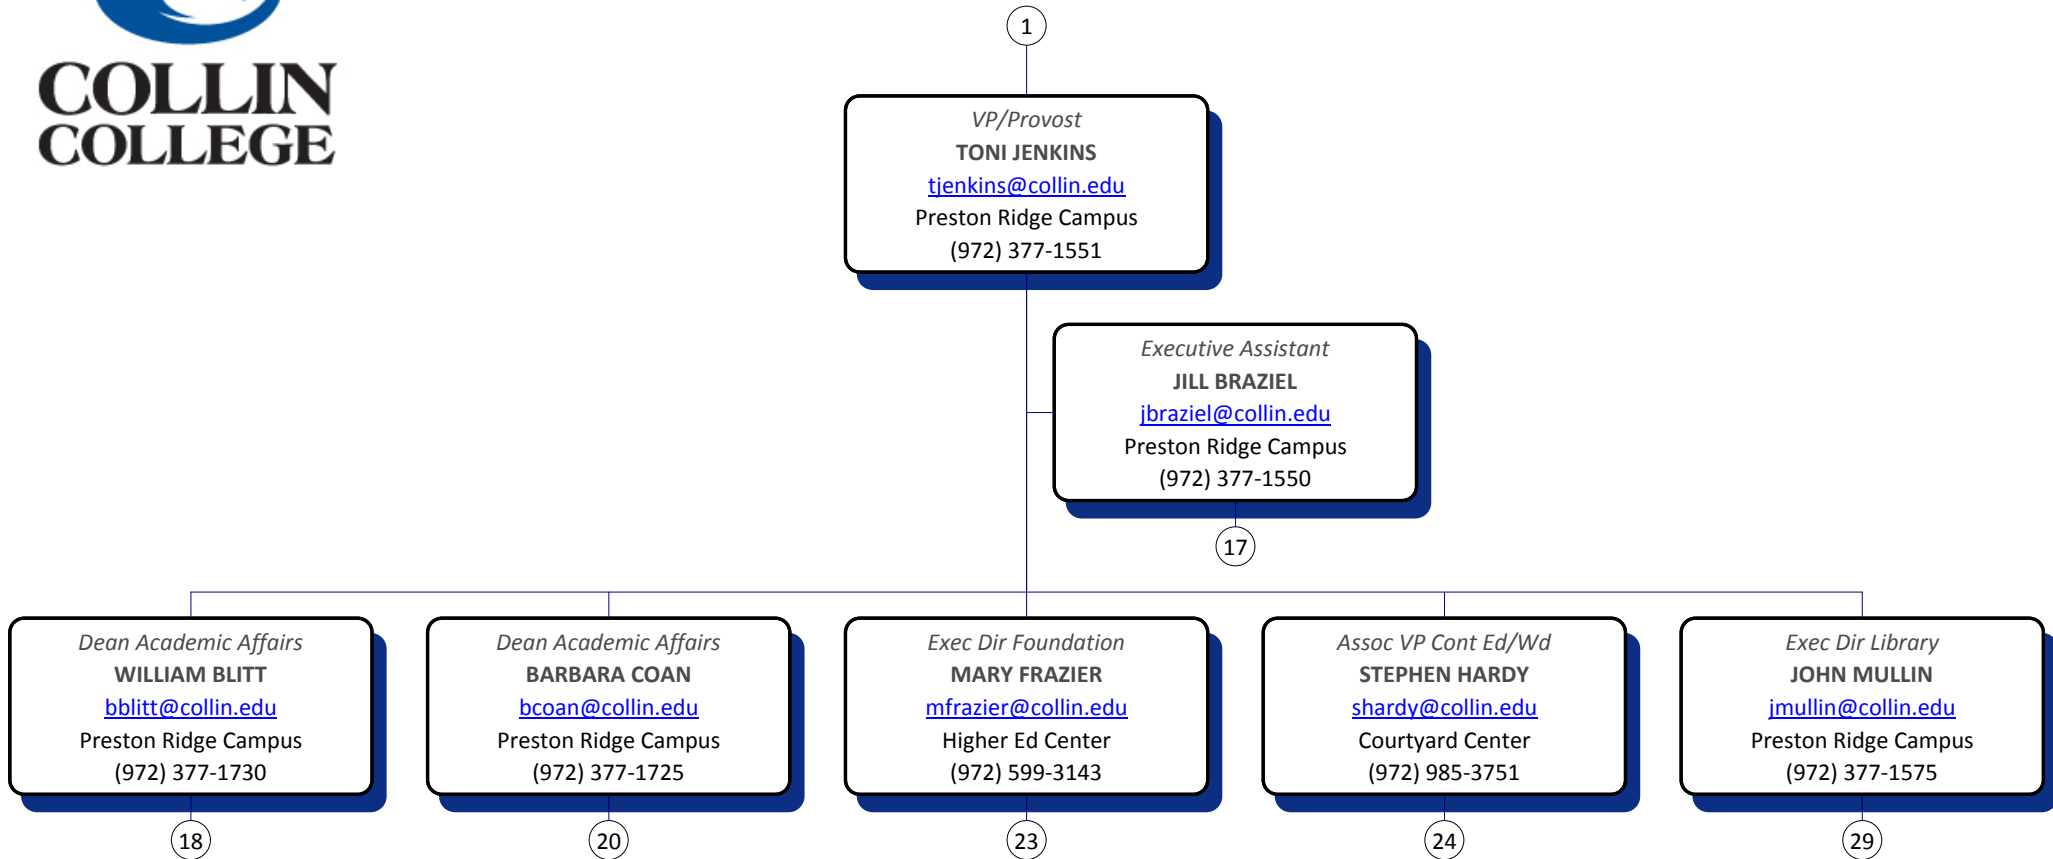 COLLIN
COLLEGE
1
VP/Provost
TONI JENKINS
tjenkins@collin.edu
Preston Ridge Campus
(972) 377-1551
Executive Assistant
JILL BRAZIEL
jbraziel@collin.edu
Preston Ridge Campus
(972) 377-1550
17
Dean Academic Affairs
WILLIAM BLITT
bblitt@collin.edu
Preston Ridge Campus
(972) 377-1730
18
Dean Academic Affairs
BARBARA COAN
bcoan@collin.edu
Preston Ridge Campus
(972) 377-1725
20
Exec Dir Foundation
MARY FRAZIER
mfrazier@collin.edu
Higher Ed Center
(972) 599-3143
23
Assoc VP Cont Ed/Wd
STEPHEN HARDY
shardy@collin.edu
Courtyard Center
(972) 985-3751
24
Exec Dir Library
JOHN MULLIN
jmullin@collin.edu
Preston Ridge Campus
(972) 377-1575
29